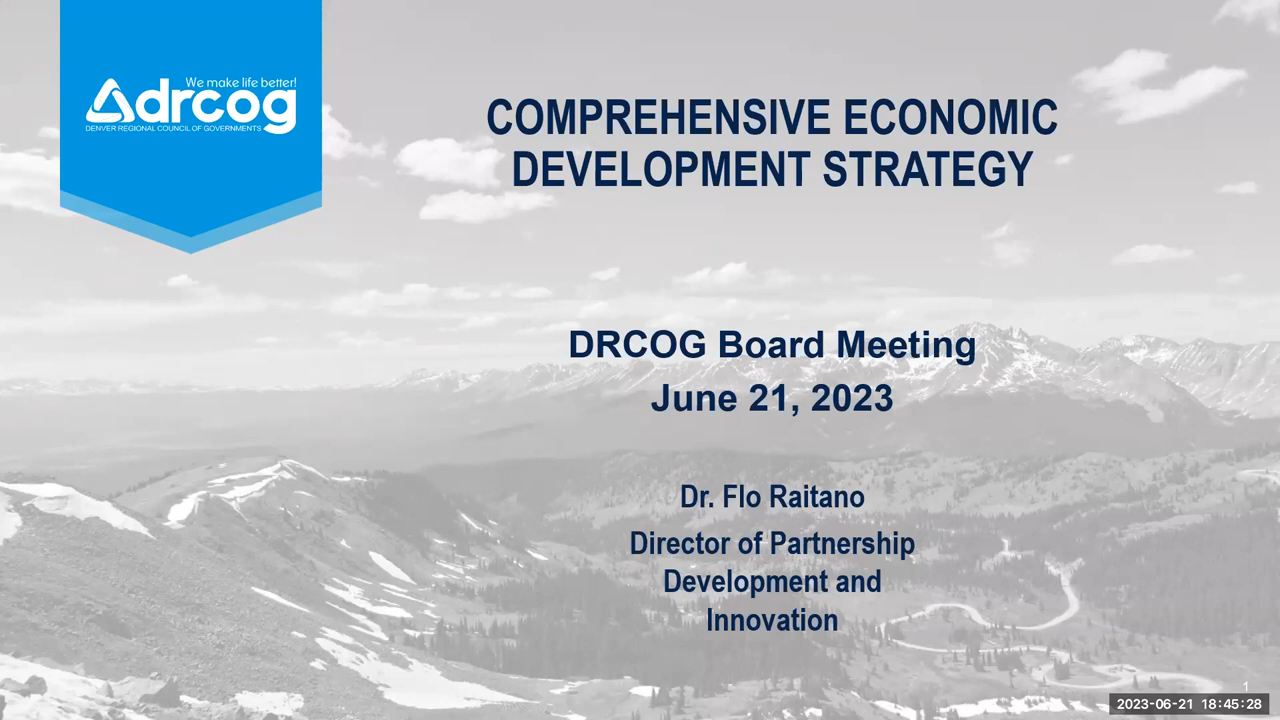 We make life better!
drcog
DENVER REGIONAL COUNCIL OF GOVERNMENTS
COMPREHENSIVE ECONOMIC
DEVELOPMENT STRATEGY
DRCOG Board Meeting
June 21, 2023
Dr. Flo Raitano
Director of Partnership
Development and
Innovation
1
2023-06-21 18:45:28